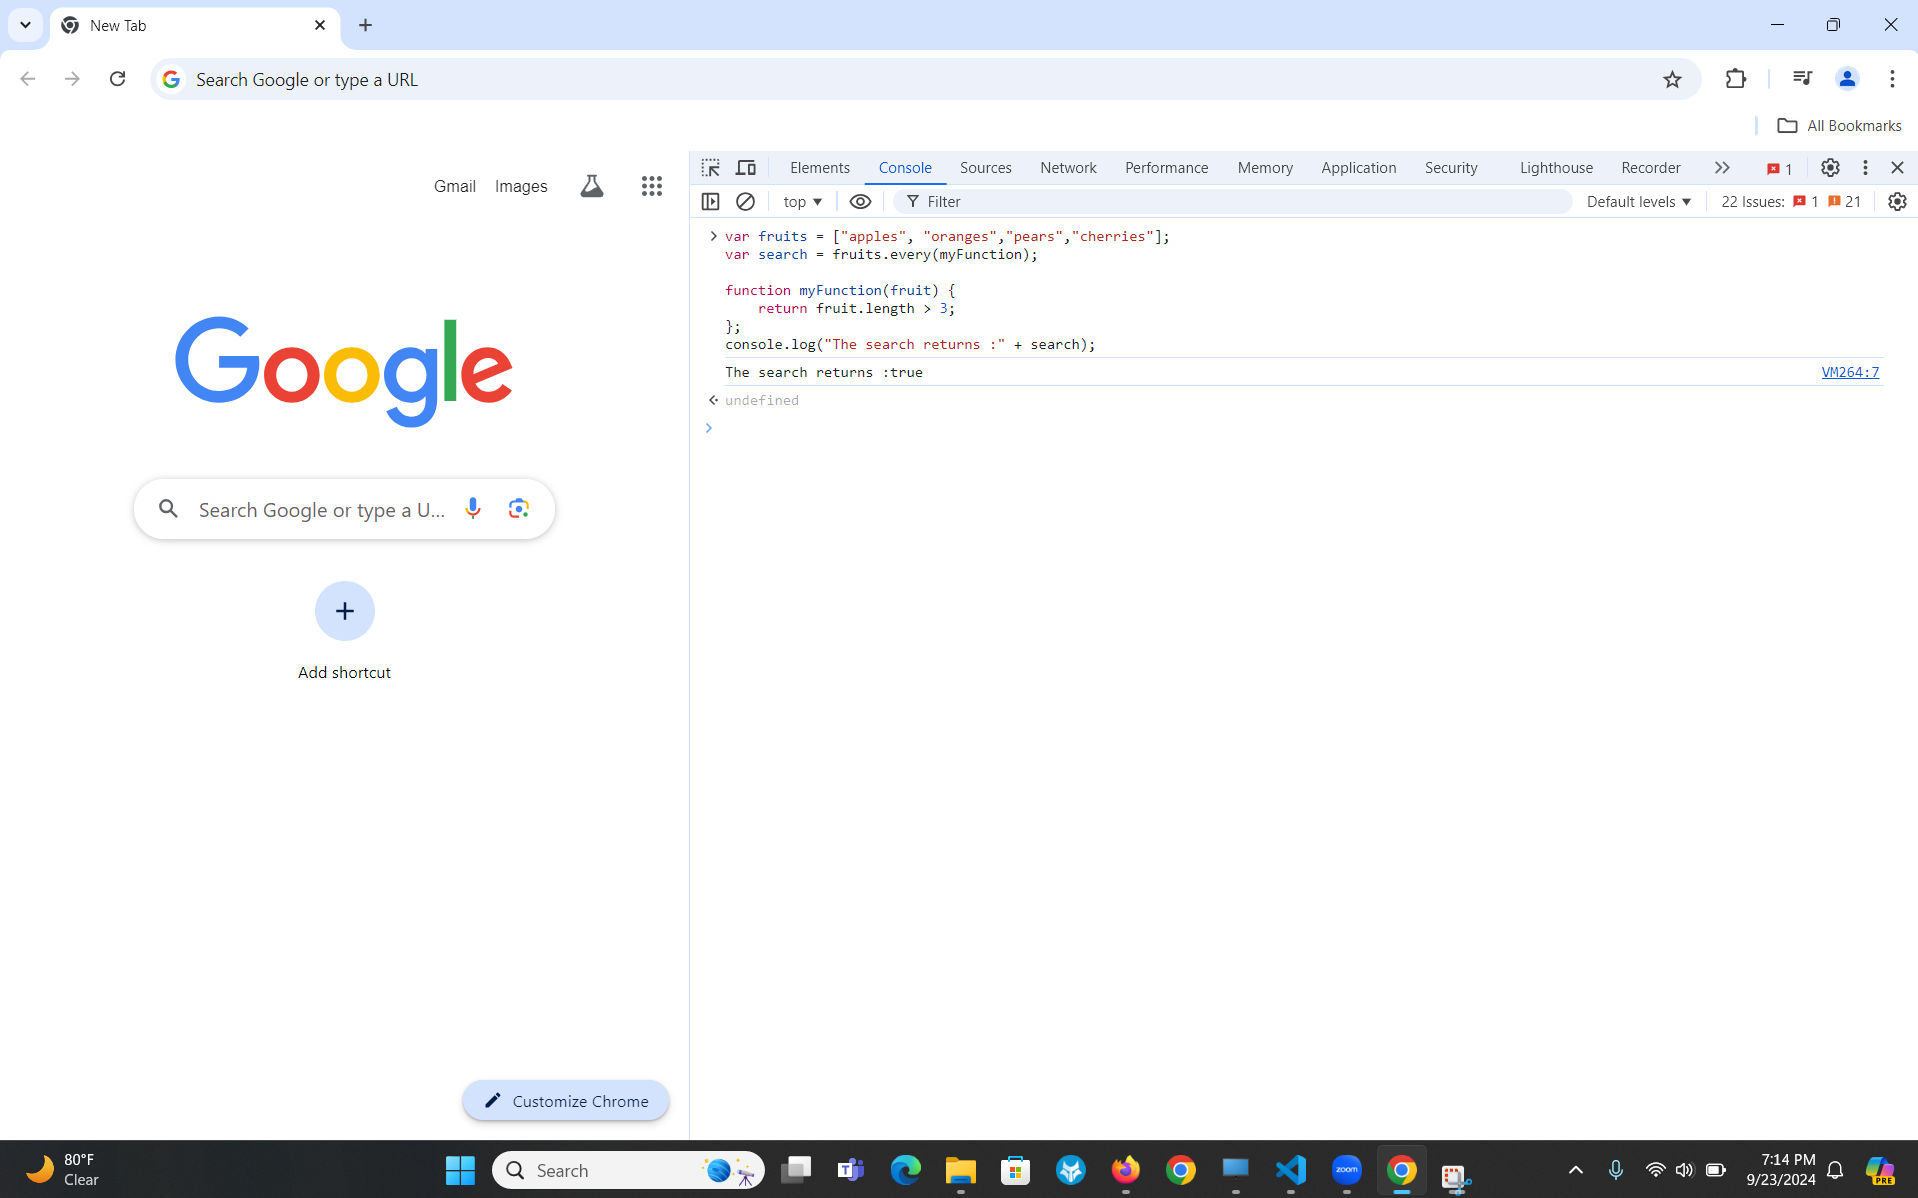 New Tab
Search Google or type a URL
All Bookmarks
Gmail Images
Elements Console Sources Network Performance Memory Application Security Lighthouse Recorder 1
top Filter Default levels 22 Issues: 1 21
var fruits = ["apples", "oranges","pears","cherries"];
var search = fruits.every(myFunction);
function myFunction(fruit) {
return fruit.length > 3;
};
console.log("The search returns :" + search);
The search returns :true VM264:7
undefined
Google
Search Google or type a U...
Add shortcut
Customize Chrome
80°F
Clear
Search
zoom
7:14 PM
9/23/2024
PRE